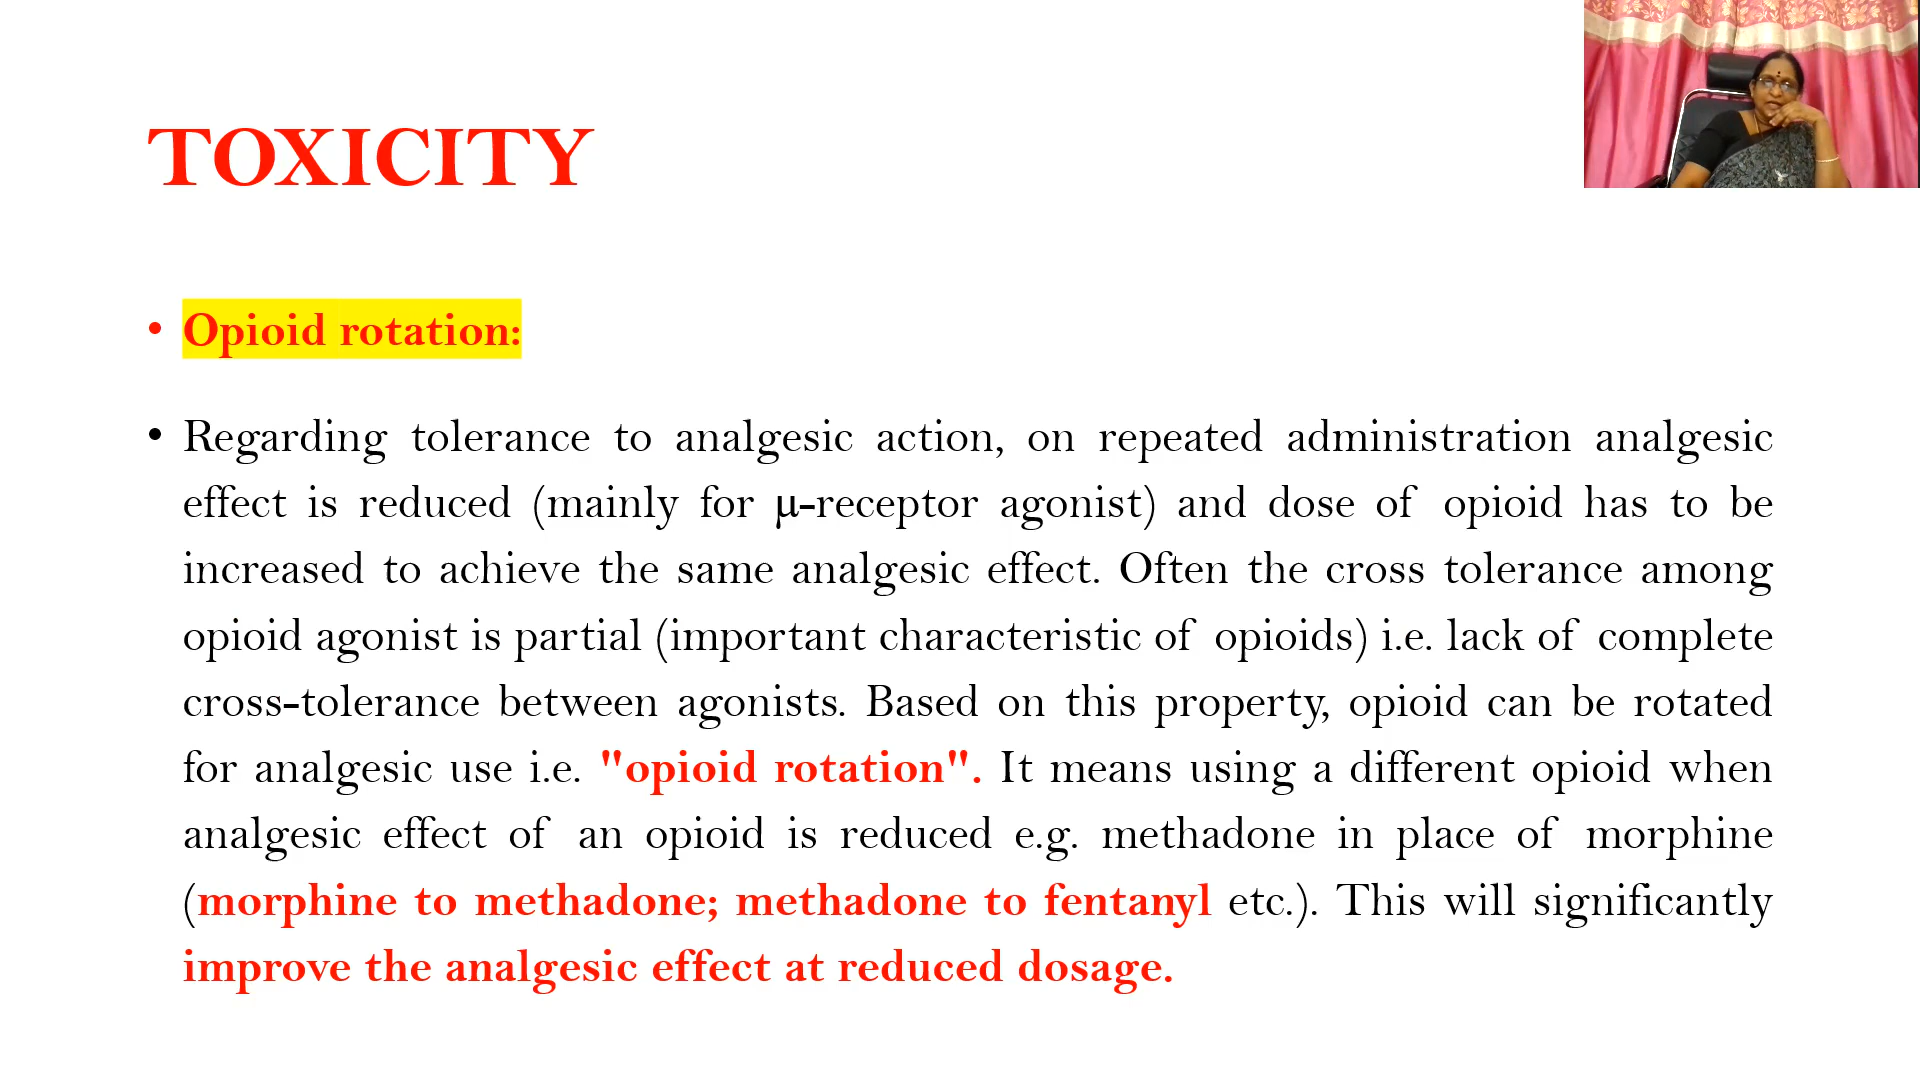 TOXICITY
• Opioid rotation:
• Regarding tolerance to analgesic action, on repeated administration analgesic
effect is reduced (mainly for μ-receptor agonist) and dose of opioid has to be
increased to achieve the same analgesic effect. Often the cross tolerance among
opioid agonist is partial (important characteristic of opioids) i.e. lack of complete
cross-tolerance between agonists. Based on this property, opioid can be rotated
for analgesic use i.e. "opioid rotation". It means using a different opioid when
analgesic effect of an opioid is reduced e.g. methadone in place of morphine
(morphine to methadone; methadone to fentanyl etc.). This will significantly
improve the analgesic effect at reduced dosage.